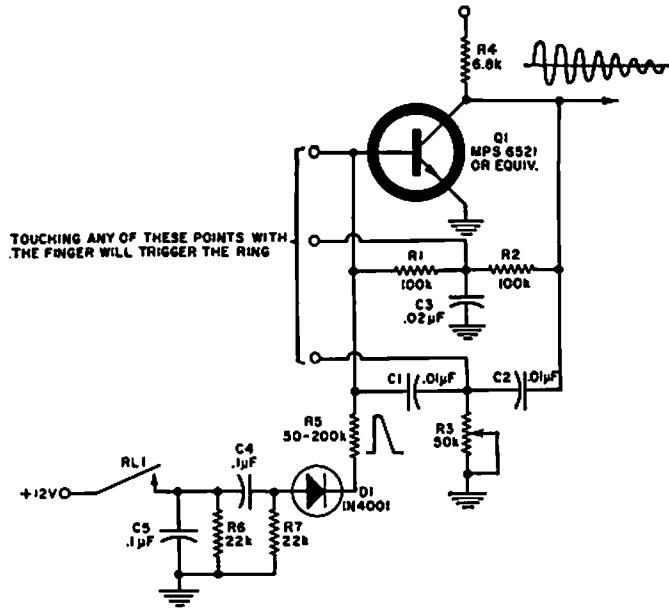 R4
6.8k
Q1
MPS 6521
OR EQUIV.
TOUCHING ANY OF THESE POINTS WITH
THE FINGER WILL TRIGGER THE RING
R1
100k
R2
100k
C3
.02µF
C1
.01µF
C2
.01µF
R5
50-200k
R3
50k
C4
.1µF
RL1
+12V
D1
1N4001
C5
.1µF
R6
22k
R7
22k